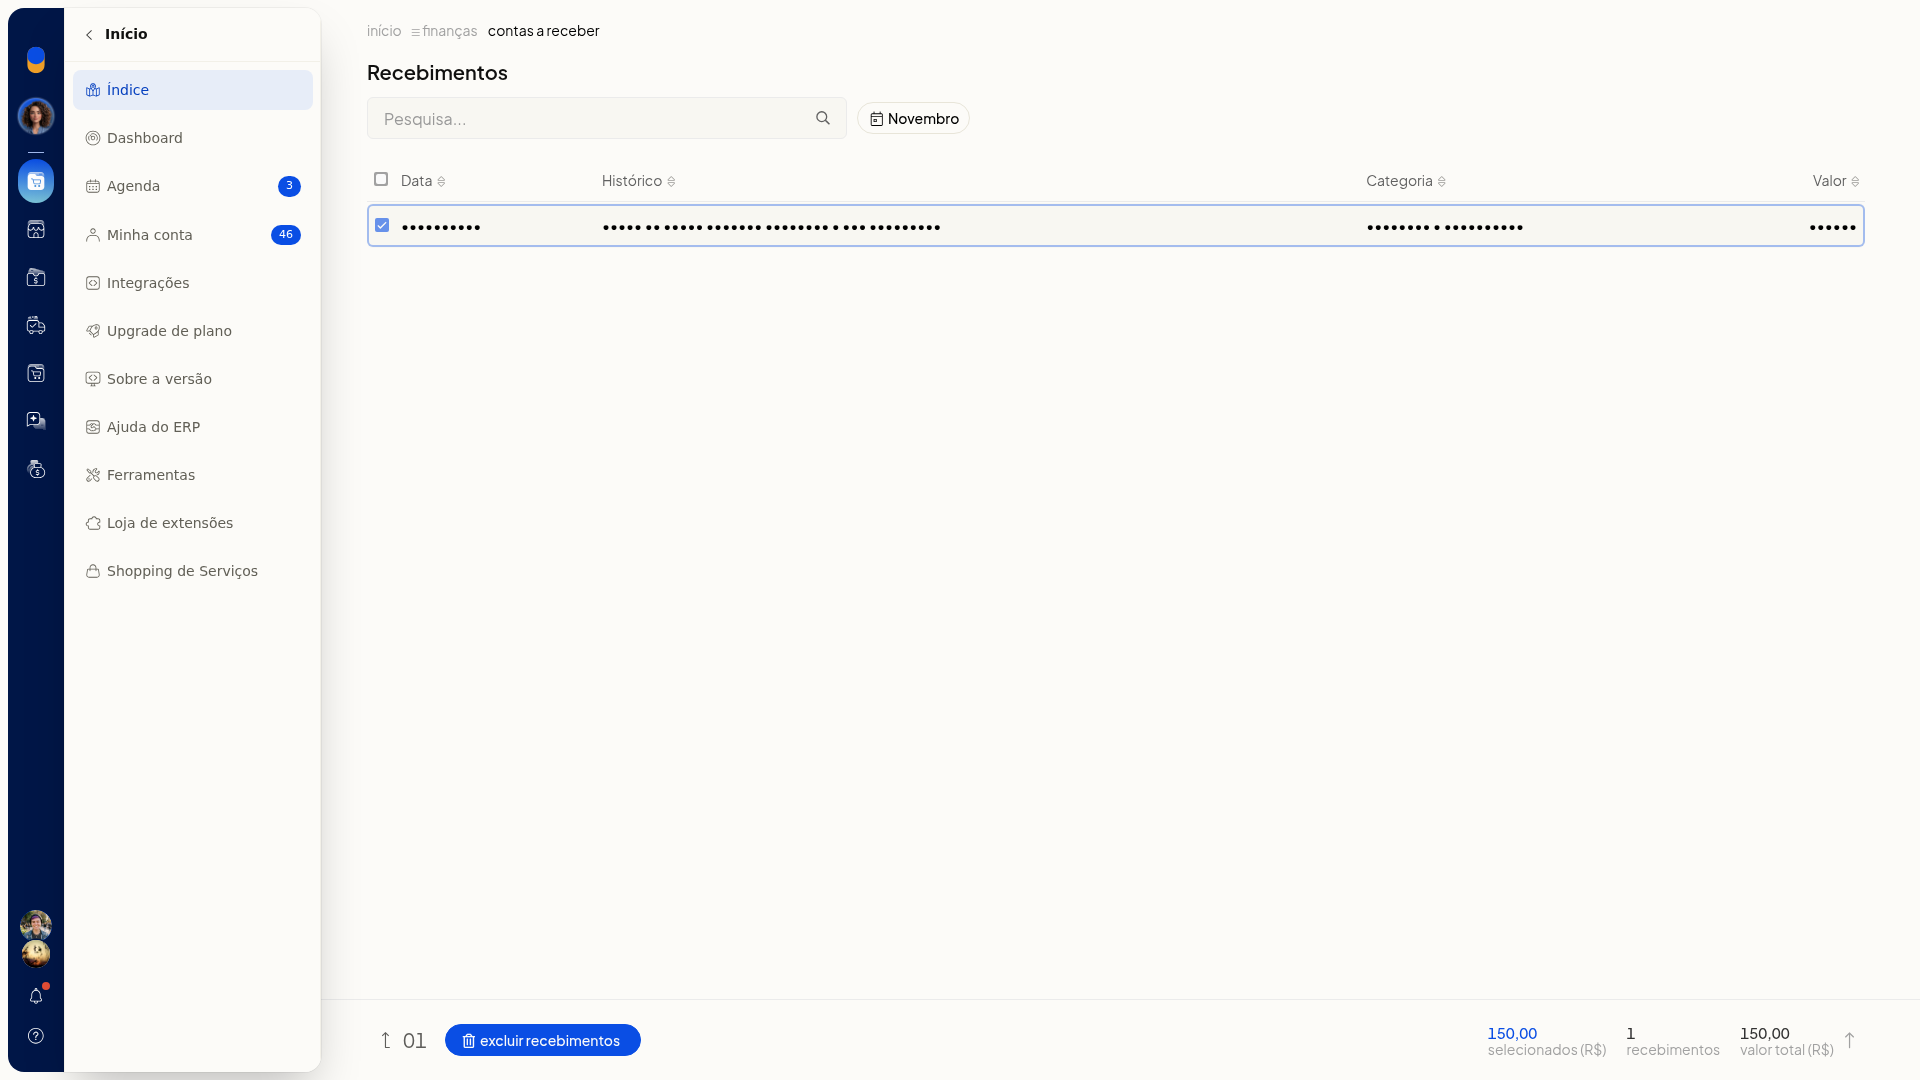 Início
Índice
Dashboard
Agenda 3
Minha conta 46
Integrações
Upgrade de plano
Sobre a versão
Ajuda do ERP
Ferramentas
Loja de extensões
Shopping de Serviços
início finanças contas a receber
Recebimentos
Pesquisa...
Novembro
Data Histórico Categoria Valor
•••••••••• ••••• •• ••••• ••••••• •••••••• • ••• ••••••••• •••••••• • •••••••••• ••••••
01 excluir recebimentos
150,00 1 150,00
selecionados (R$) recebimentos valor total (R$)